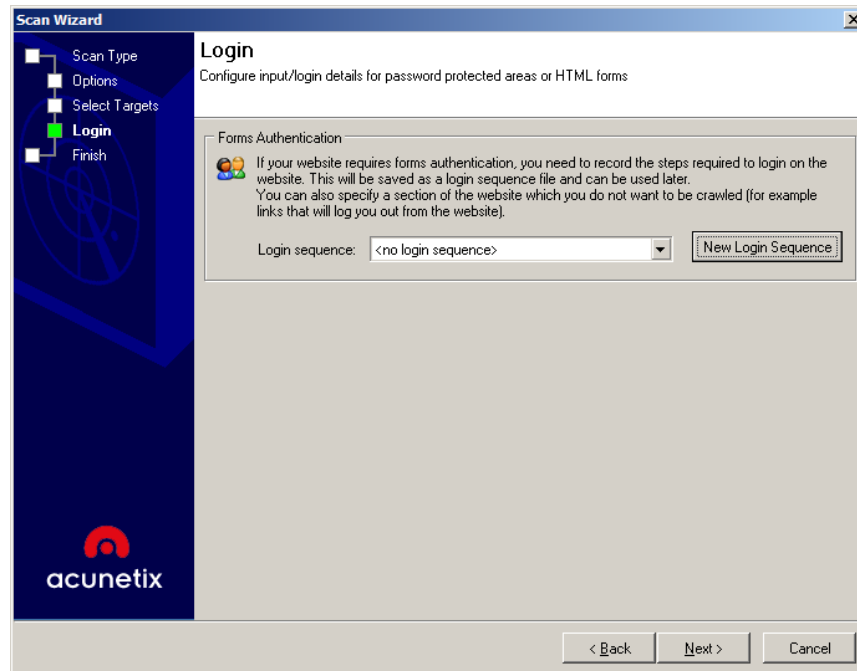 Scan Wizard
Scan Type
Options
Select Targets
Login
Finish
acunetix
Login
Configure input/login details for password protected areas or HTML forms
Forms Authentication
If your website requires forms authentication, you need to record the steps required to login on the
website. This will be saved as a login sequence file and can be used later.
You can also specify a section of the website which you do not want to be crawled (for example
links that will log you out from the website).
Login sequence: <no login sequence> New Login Sequence
< Back Next > Cancel